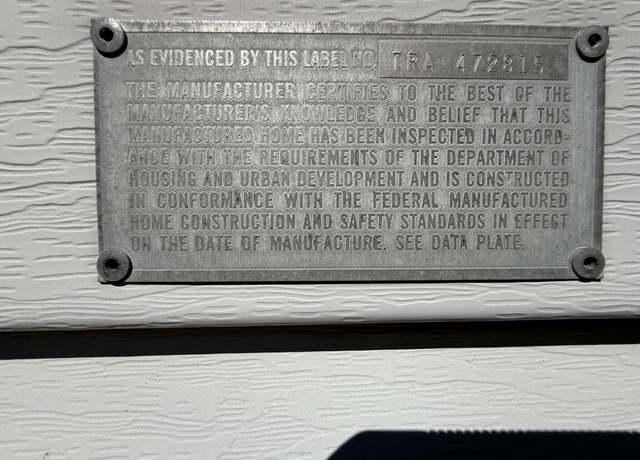 AS EVIDENCED BY THIS LABEL NO. TRA 472815
THE MANUFACTURER CERTIFIES TO THE BEST OF THE
MANUFACTURER'S KNOWLEDGE AND BELIEF THAT THIS
MANUFACTURED HOME HAS BEEN INSPECTED IN ACCORD-
ANCE WITH THE REQUIREMENTS OF THE DEPARTMENT OF
HOUSING AND URBAN DEVELOPMENT AND IS CONSTRUCTED
IN CONFORMANCE WITH THE FEDERAL MANUFACTURED
HOME CONSTRUCTION AND SAFETY STANDARDS IN EFFECT
ON THE DATE OF MANUFACTURE. SEE DATA PLATE.